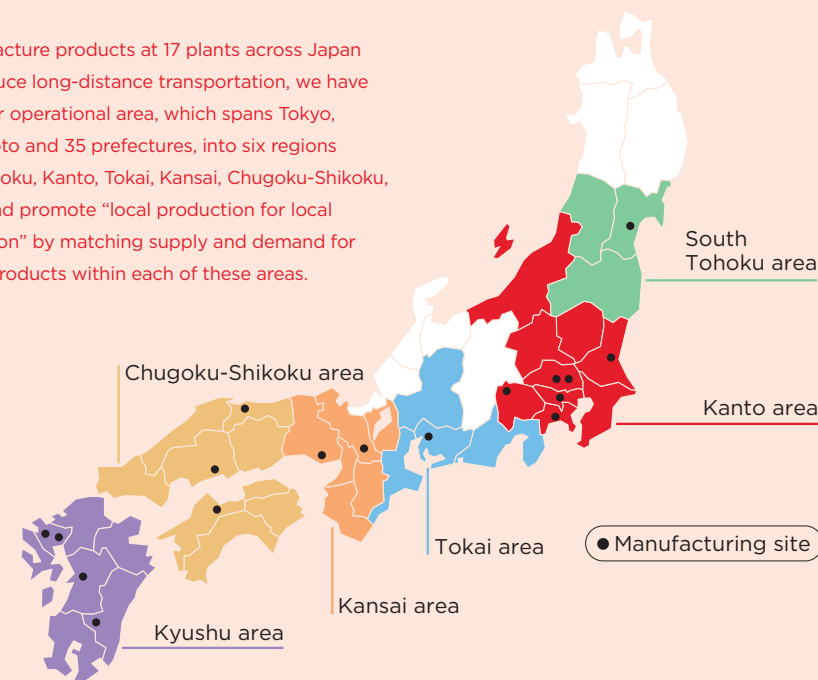 acture products at 17 plants across Japan
uce long-distance transportation, we have
r operational area, which spans Tokyo,
to and 35 prefectures, into six regions
oku, Kanto, Tokai, Kansai, Chugoku-Shikoku,
nd promote “local production for local
on” by matching supply and demand for
roducts within each of these areas.
South
Tohoku area
Chugoku-Shikoku area
Kanto area
Tokai area
Manufacturing site
Kansai area
Kyushu area